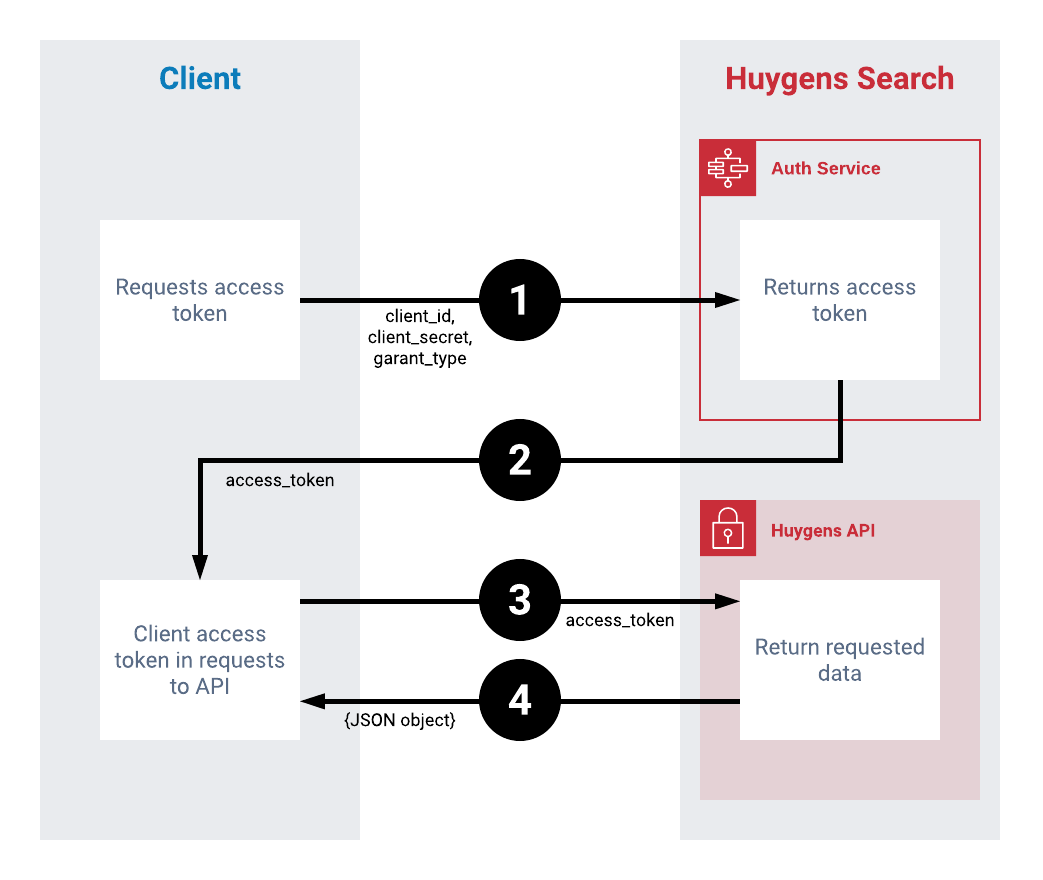 Client
Huygens Search
Auth Service
Requests access
token
1
client_id,
client_secret,
garant_type
Returns access
token
2
access_token
Huygens API
Client access
token in requests
to API
3
access_token
Return requested
data
4
{JSON object}